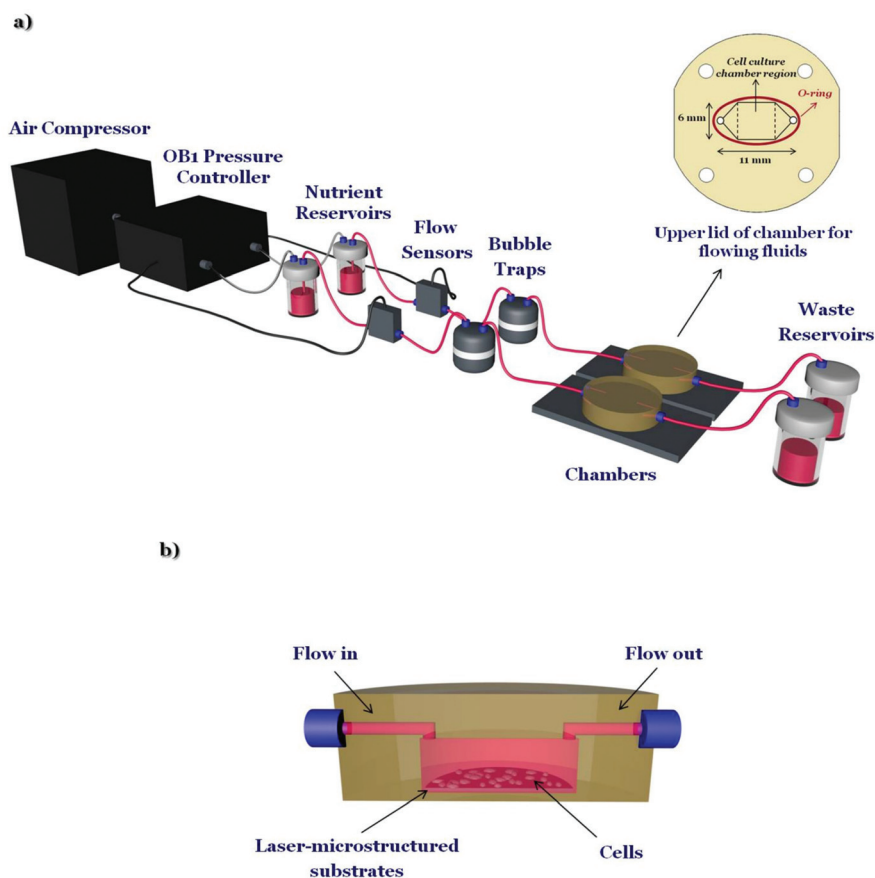 a)
Air Compressor
OB1 Pressure
Controller
Nutrient
Reservoirs
Flow
Sensors
Bubble
Traps
Cell culture
chamber region
O-ring
6 mm
11 mm
Upper lid of chamber for
flowing fluids
Waste
Reservoirs
Chambers
b)
Flow in
Flow out
Laser-microstructured
substrates
Cells